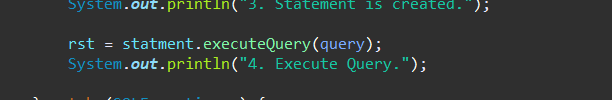 System.out.println("3. Statement is created.");
rst = statment.executeQuery(query);
System.out.println("4. Execute Query.");